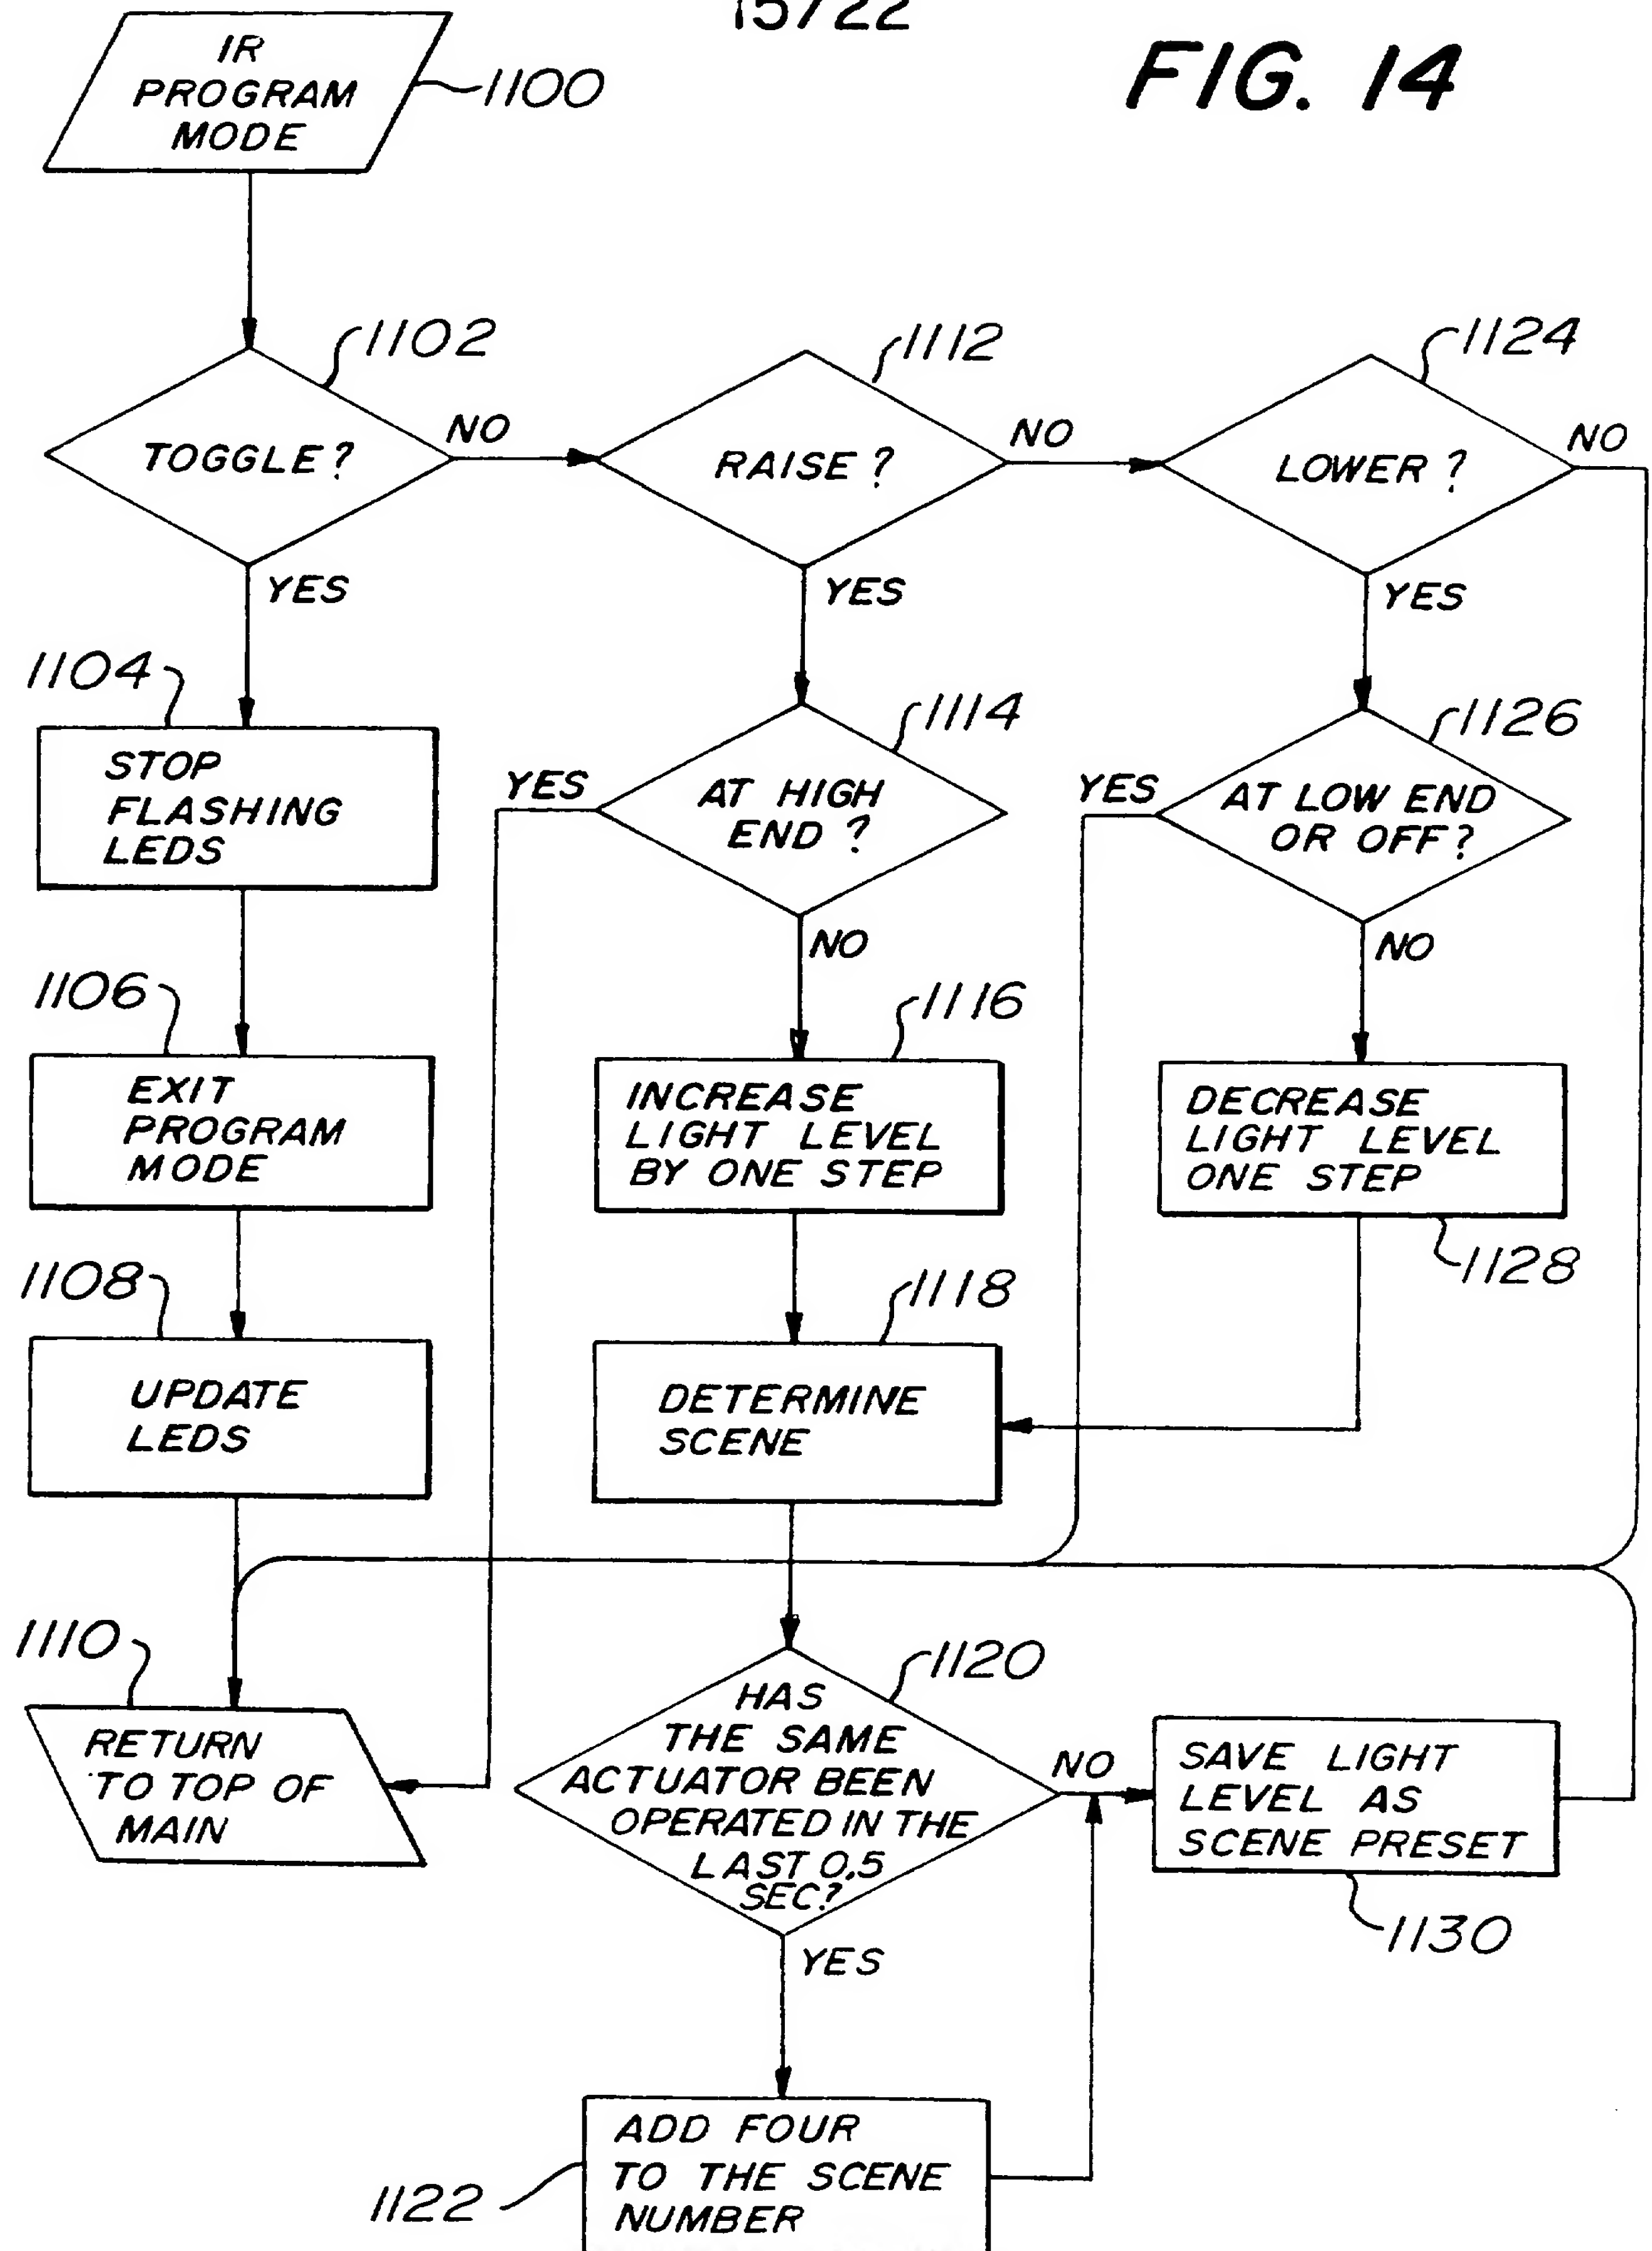 15/22
FIG. 14
IR
PROGRAM
MODE
1100
1102
TOGGLE?
NO
YES
1112
RAISE?
NO
YES
1124
LOWER?
NO
YES
1104
STOP
FLASHING
LEDS
1114
AT HIGH
END?
YES
NO
1126
AT LOW END
OR OFF?
YES
NO
1106
EXIT
PROGRAM
MODE
1116
INCREASE
LIGHT LEVEL
BY ONE STEP
DECREASE
LIGHT LEVEL
ONE STEP
1128
1108
UPDATE
LEDS
1118
DETERMINE
SCENE
1110
RETURN
TO TOP OF
MAIN
1120
HAS
THE SAME
ACTUATOR BEEN
OPERATED IN THE
LAST 0.5
SEC?
NO
YES
SAVE LIGHT
LEVEL AS
SCENE PRESET
1130
1122
ADD FOUR
TO THE SCENE
NUMBER